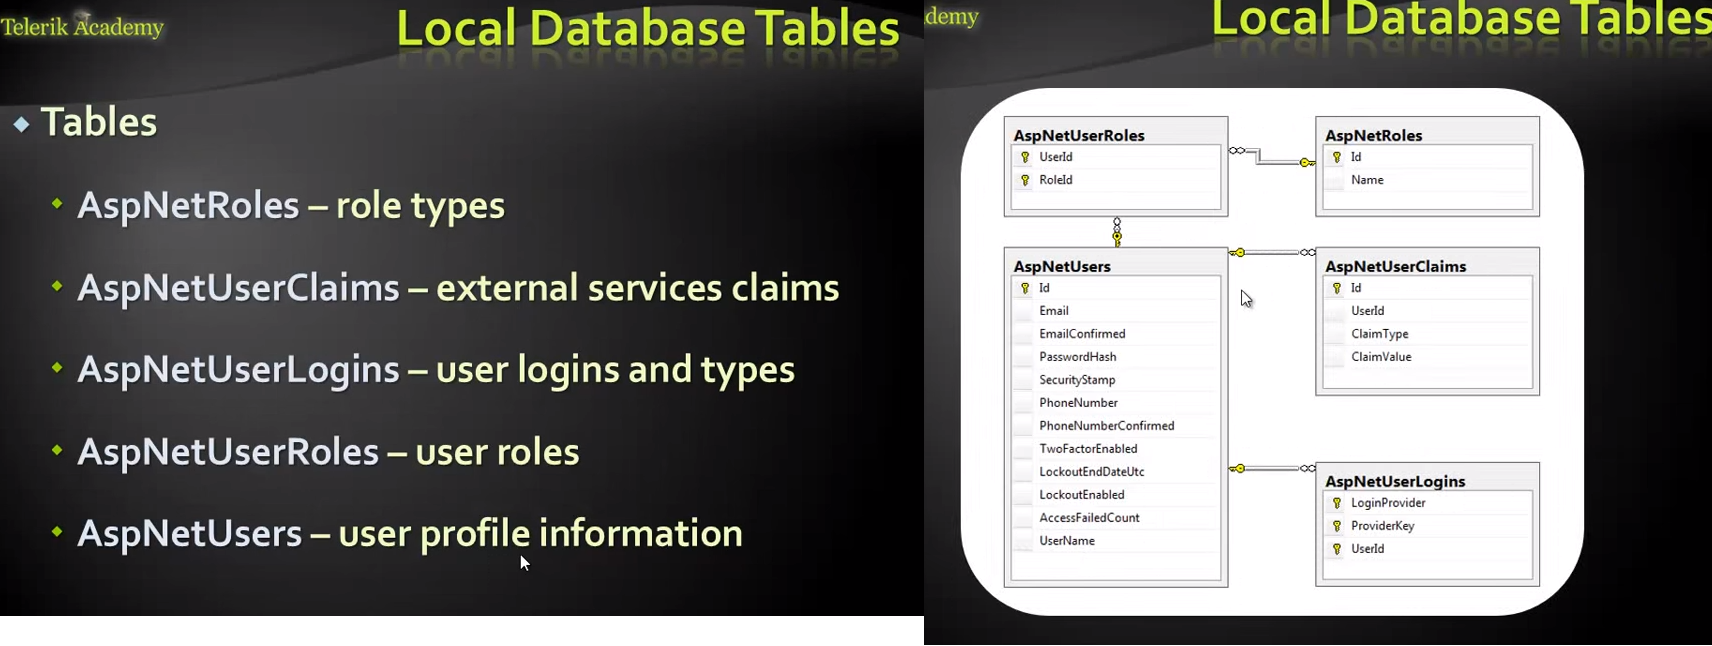 Telerik Academy
Local Database Tables
Tables
AspNetRoles – role types
AspNetUserClaims – external services claims
AspNetUserLogins – user logins and types
AspNetUserRoles – user roles
AspNetUsers – user profile information
demy
Local Database Tables
AspNetUserRoles
UserId
RoleId
AspNetRoles
Id
Name
AspNetUsers
Id
Email
EmailConfirmed
PasswordHash
SecurityStamp
PhoneNumber
PhoneNumberConfirmed
TwoFactorEnabled
LockoutEndDateUtc
LockoutEnabled
AccessFailedCount
UserName
AspNetUserClaims
Id
UserId
ClaimType
ClaimValue
AspNetUserLogins
LoginProvider
ProviderKey
UserId